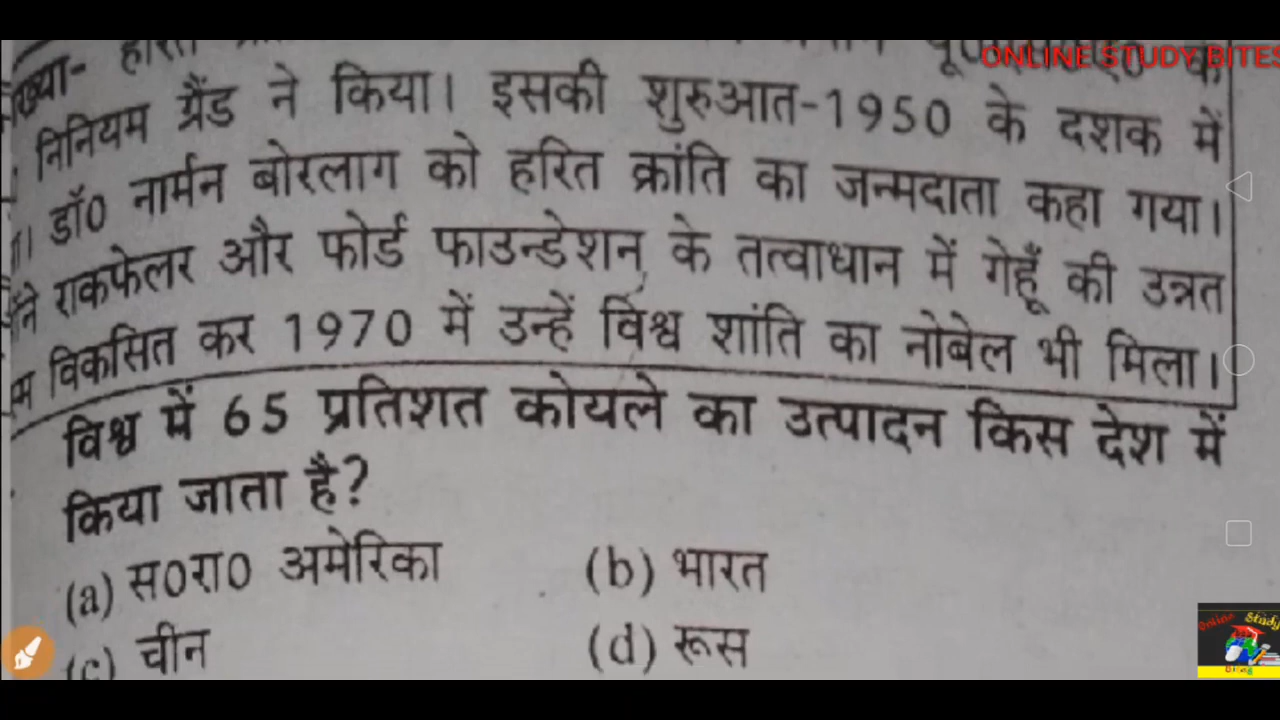 ONLINE STUDY BITES
निनियम ग्रैंड ने किया। इसकी शुरुआत-1950 के दशक में
डॉ0 नार्मन बोरलाग को हरित क्रांति का जन्मदाता कहा गया।
राकफेलर और फोर्ड फाउन्डेशन के तत्वाधान में गेहूँ की उन्नत
विकसित कर 1970 में उन्हें विश्व शांति का नोबेल भी मिला।
विश्व में 65 प्रतिशत कोयले का उत्पादन किस देश में
किया जाता है?
(a) स0रा0 अमेरिका (b) भारत
(c) चीन (d) रूस
Online Study